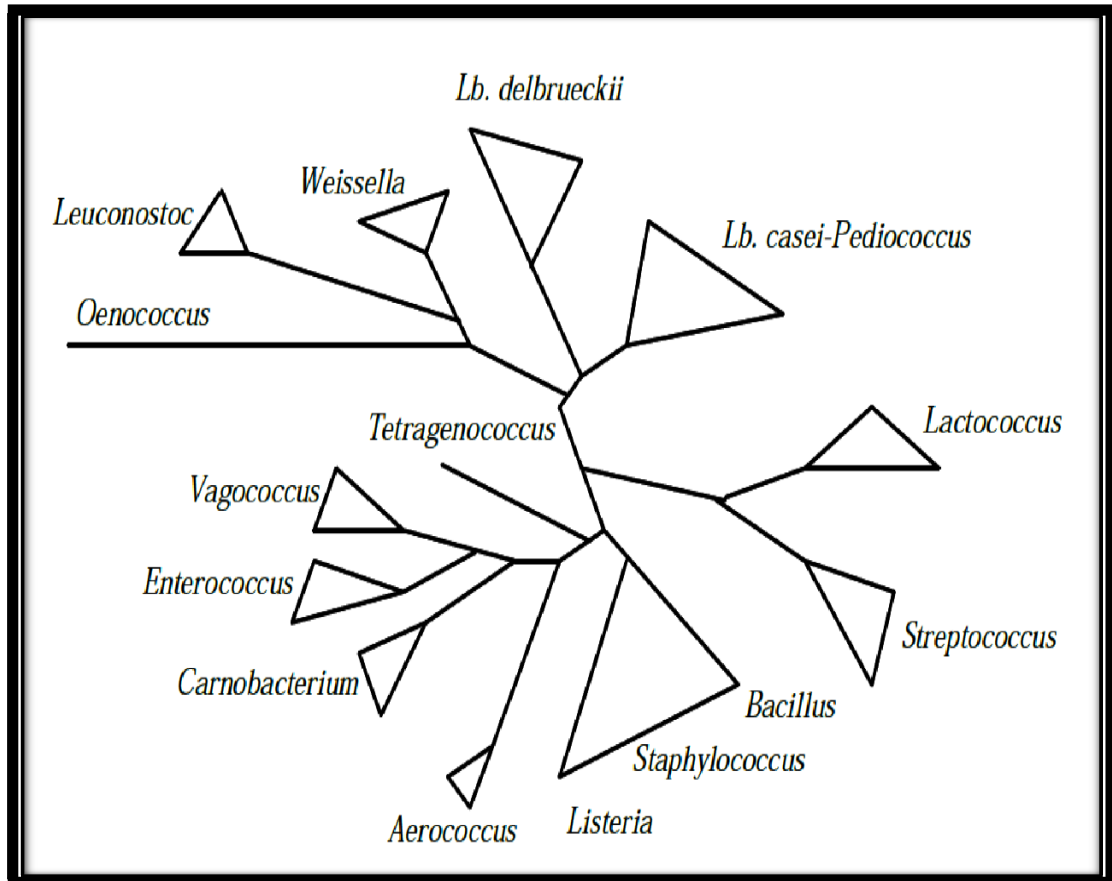 Lb. delbrueckii
Weissella
Leuconostoc
Lb. casei-Pediococcus
Oenococcus
Lactococcus
Tetragenococcus
Vagococcus
Enterococcus
Streptococcus
Carnobacterium
Bacillus
Staphylococcus
Listeria
Aerococcus